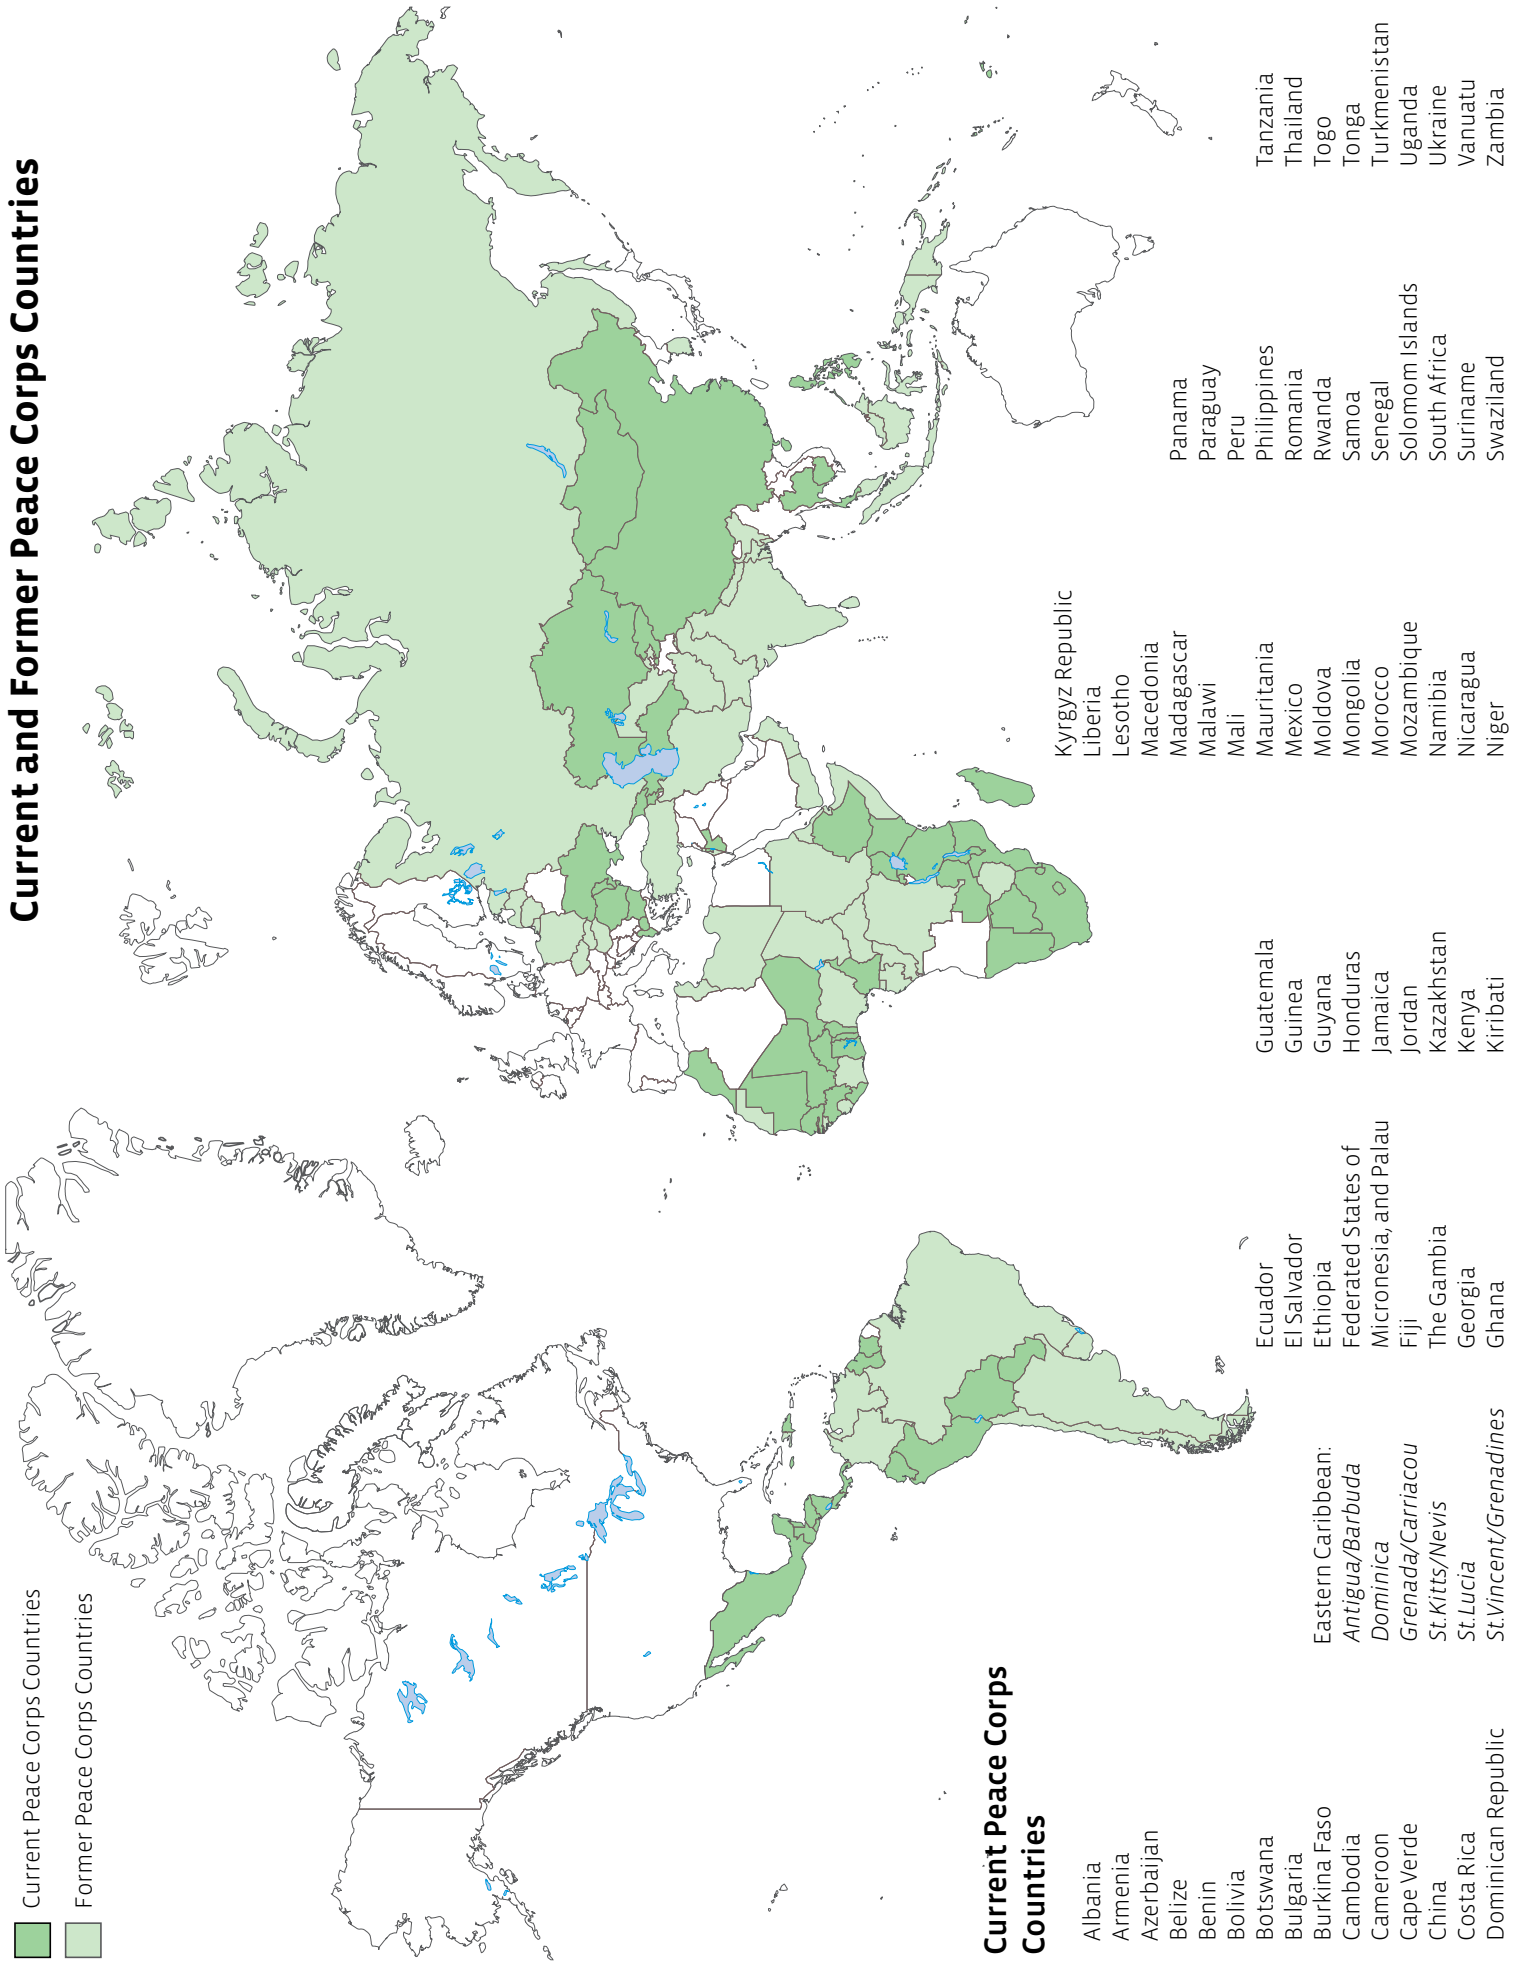 Current and Former Peace Corps Countries
Current Peace Corps Countries
Former Peace Corps Countries
Current Peace Corps
Countries
Albania
Armenia
Azerbaijan
Belize
Benin
Bolivia
Botswana
Bulgaria
Burkina Faso
Cambodia
Cameroon
Cape Verde
China
Costa Rica
Dominican Republic
Eastern Caribbean:
Antigua/Barbuda
Dominica
Grenada/Carriacou
St. Kitts/Nevis
St. Lucia
St. Vincent/Grenadines
Ecuador
El Salvador
Ethiopia
Federated States of
Micronesia, and Palau
Fiji
The Gambia
Georgia
Ghana
Guatemala
Guinea
Guyana
Honduras
Jamaica
Jordan
Kazakhstan
Kenya
Kiribati
Kyrgyz Republic
Liberia
Lesotho
Macedonia
Madagascar
Malawi
Mali
Mauritania
Mexico
Moldova
Mongolia
Morocco
Mozambique
Namibia
Nicaragua
Niger
Panama
Paraguay
Peru
Philippines
Romania
Rwanda
Samoa
Senegal
Solomom Islands
South Africa
Suriname
Swaziland
Tanzania
Thailand
Togo
Tonga
Turkmenistan
Uganda
Ukraine
Vanuatu
Zambia